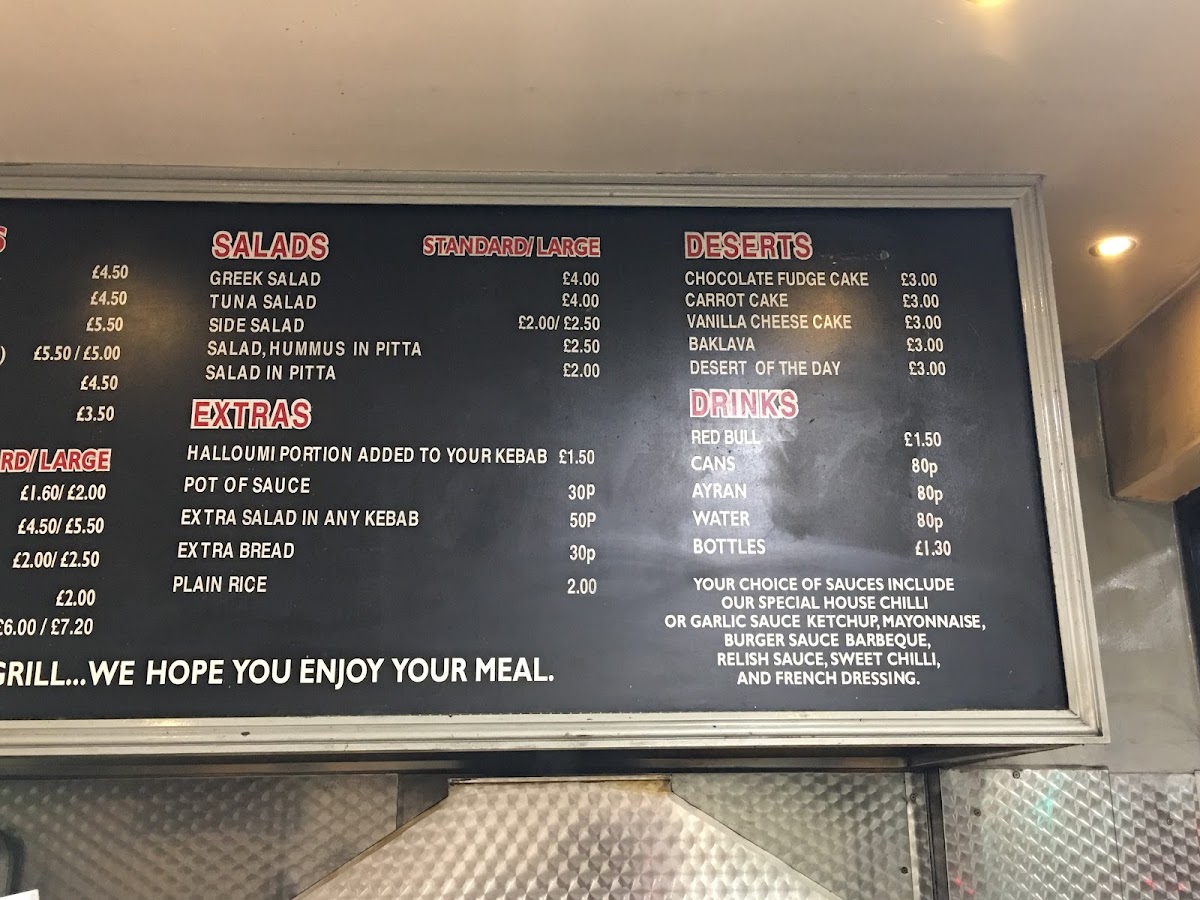 S
£4.50
£4.50
£5.50
) £5.50 / £5.00
£4.50
£3.50
RD/ LARGE
£1.60/ £2.00
£4.50/ £5.50
£2.00/ £2.50
£2.00
£6.00 / £7.20
SALADS STANDARD/ LARGE
GREEK SALAD £4.00
TUNA SALAD £4.00
SIDE SALAD £2.00/ £2.50
SALAD, HUMMUS IN PITTA £2.50
SALAD IN PITTA £2.00
EXTRAS
HALLOUMI PORTION ADDED TO YOUR KEBAB £1.50
POT OF SAUCE 30P
EXTRA SALAD IN ANY KEBAB 50P
EXTRA BREAD 30p
PLAIN RICE 2.00
GRILL...WE HOPE YOU ENJOY YOUR MEAL.
DESERTS
CHOCOLATE FUDGE CAKE £3.00
CARROT CAKE £3.00
VANILLA CHEESE CAKE £3.00
BAKLAVA £3.00
DESERT OF THE DAY £3.00
DRINKS
RED BULL £1.50
CANS 80p
AYRAN 80p
WATER 80p
BOTTLES £1.30
YOUR CHOICE OF SAUCES INCLUDE
OUR SPECIAL HOUSE CHILLI
OR GARLIC SAUCE KETCHUP, MAYONNAISE,
BURGER SAUCE BARBEQUE,
RELISH SAUCE, SWEET CHILLI,
AND FRENCH DRESSING.